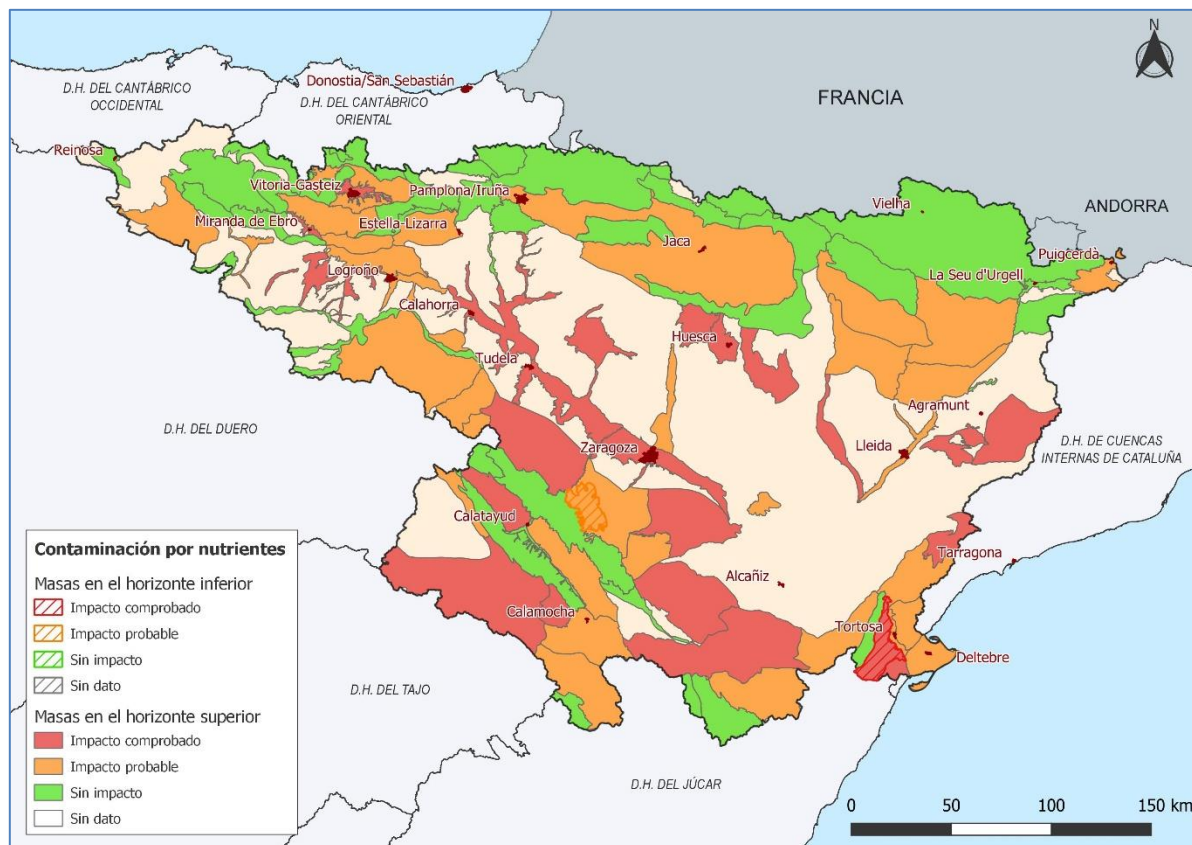 N
Donostia/San Sebastián
D.H. DEL CANTÁBRICO
OCCIDENTAL
D.H. DEL CANTÁBRICO
ORIENTAL
FRANCIA
Reinosa
Vitoria-Gasteiz
Pamplona/Iruña
Vielha
ANDORRA
Miranda de Ebro
Estella-Lizarra
Jaca
Puigcerdà
La Seu d'Urgell
Logroño
Calahorra
Huesca
Tudela
Agramunt
D.H. DEL DUERO
Zaragoza
Lleida
D.H. DE CUENCAS
INTERNAS DE CATALUÑA
Calatayud
Tarragona
Alcañiz
Calamocha
Tortosa
Deltebre
D.H. DEL TAJO
D.H. DEL JÚCAR
Contaminación por nutrientes
Masas en el horizonte inferior
Impacto comprobado
Impacto probable
Sin impacto
Sin dato
Masas en el horizonte superior
Impacto comprobado
Impacto probable
Sin impacto
Sin dato
0 50 100 150 km